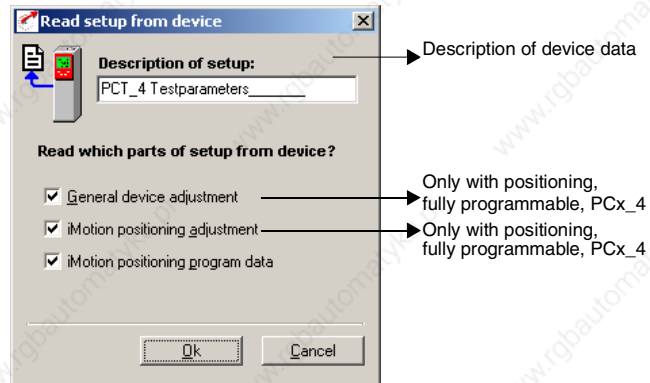 Read setup from device
Description of setup:
PCT_4 Testparameters_______
Description of device data
Read which parts of setup from device?
General device adjustment
Only with positioning,
fully programmable, PCx_4
iMotion positioning adjustment
Only with positioning,
fully programmable, PCx_4
iMotion positioning program data
Ok
Cancel